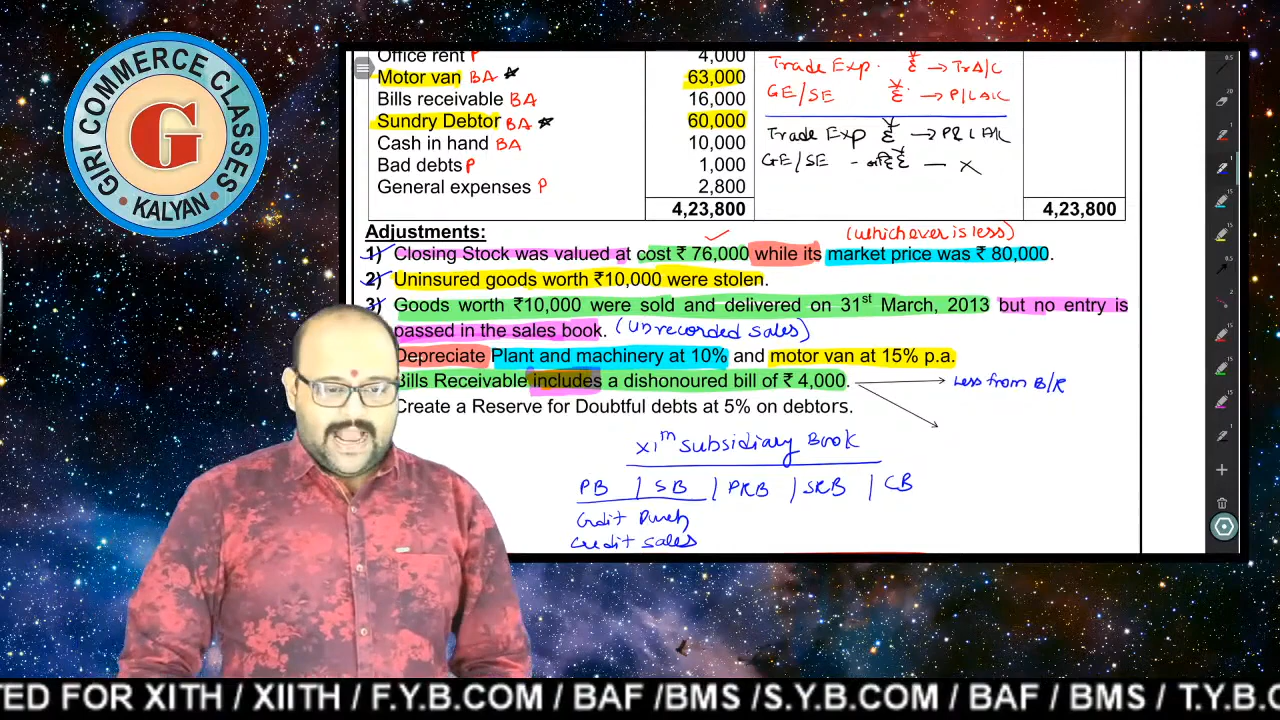 GIRI COMMERCE CLASSES
G
KALYAN
Office rent P 4,000
Motor van BA 63,000
Bills receivable BA 16,000
Sundry Debtor BA 60,000
Cash in hand BA 10,000
Bad debts P 1,000
General expenses P 2,800
4,23,800 4,23,800
Trade Exp. → Tr A/c
GE/SE → P/L A/c
Trade Exp → P & L A/c
GE/SE - नहीं है — X
Adjustments:
(whichever is less)
1) Closing Stock was valued at cost ₹ 76,000 while its market price was ₹ 80,000.
2) Uninsured goods worth ₹10,000 were stolen.
3) Goods worth ₹10,000 were sold and delivered on 31st March, 2013 but no entry is
passed in the sales book. (unrecorded sales)
Depreciate Plant and machinery at 10% and motor van at 15% p.a.
Bills Receivable includes a dishonoured bill of ₹ 4,000. → Less from B/R
Create a Reserve for Doubtful debts at 5% on debtors.
XIth Subsidiary Book
PB | SB | PRB | SRB | CB
Credit Purch
Credit sales
TED FOR XITH / XIITH / F.Y.B.COM / BAF /BMS /S.Y.B.COM / BAF / BMS / T.Y.B.C